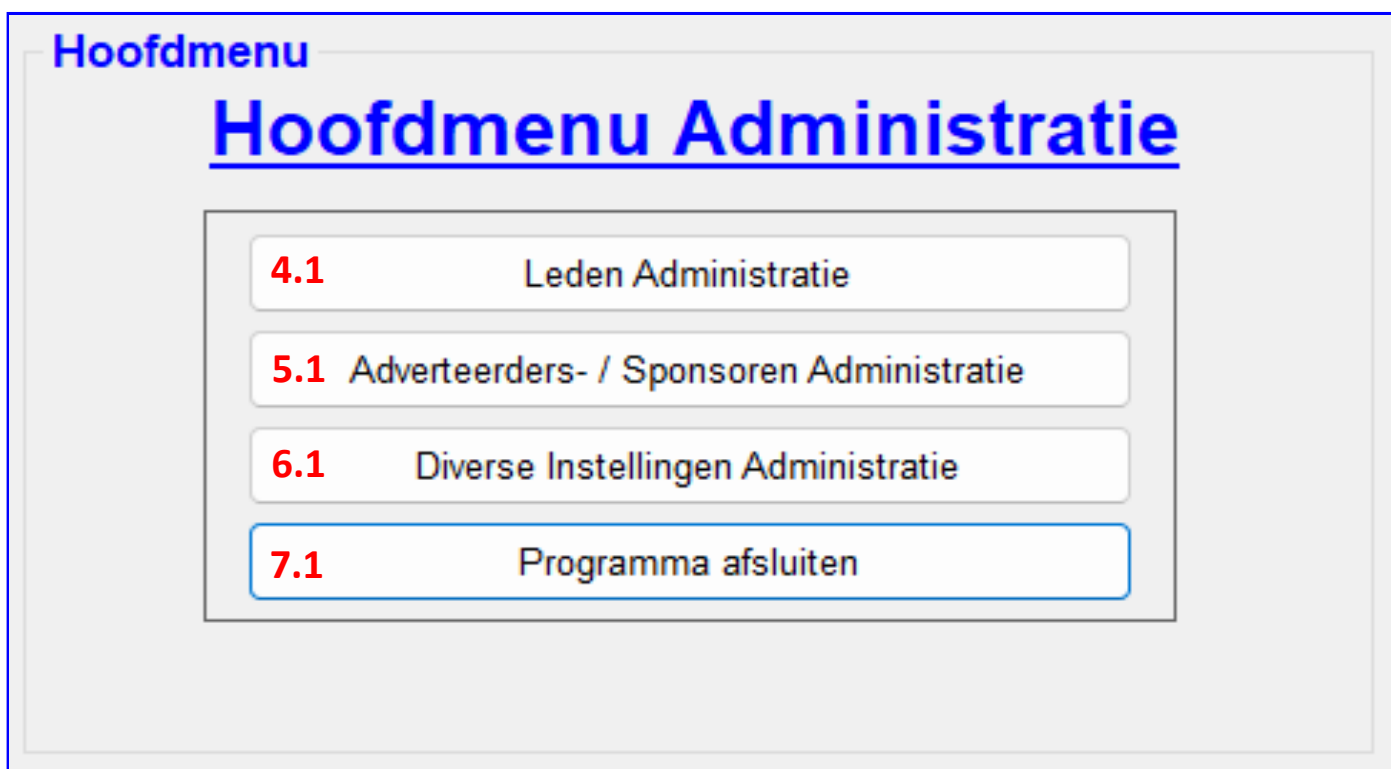 Hoofdmenu
Hoofdmenu Administratie
4.1 Leden Administratie
5.1 Adverteerders- / Sponsoren Administratie
6.1 Diverse Instellingen Administratie
7.1 Programma afsluiten